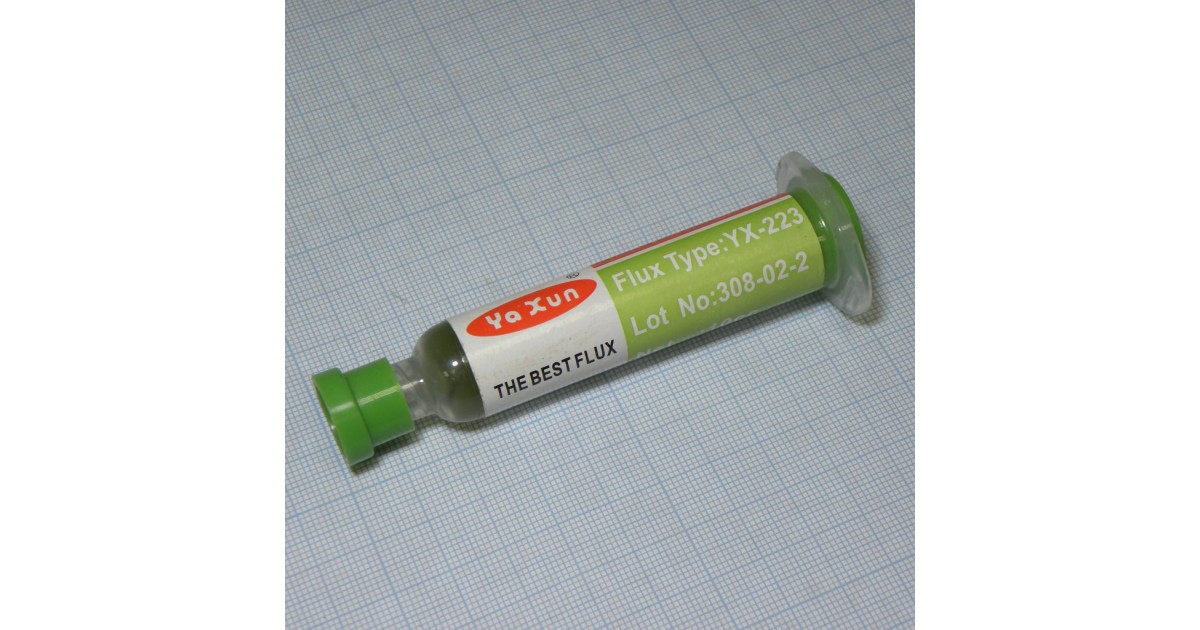 Ya Xun ®
THE BEST FLUX
Flux Type:YX-223
Lot No:308-02-2